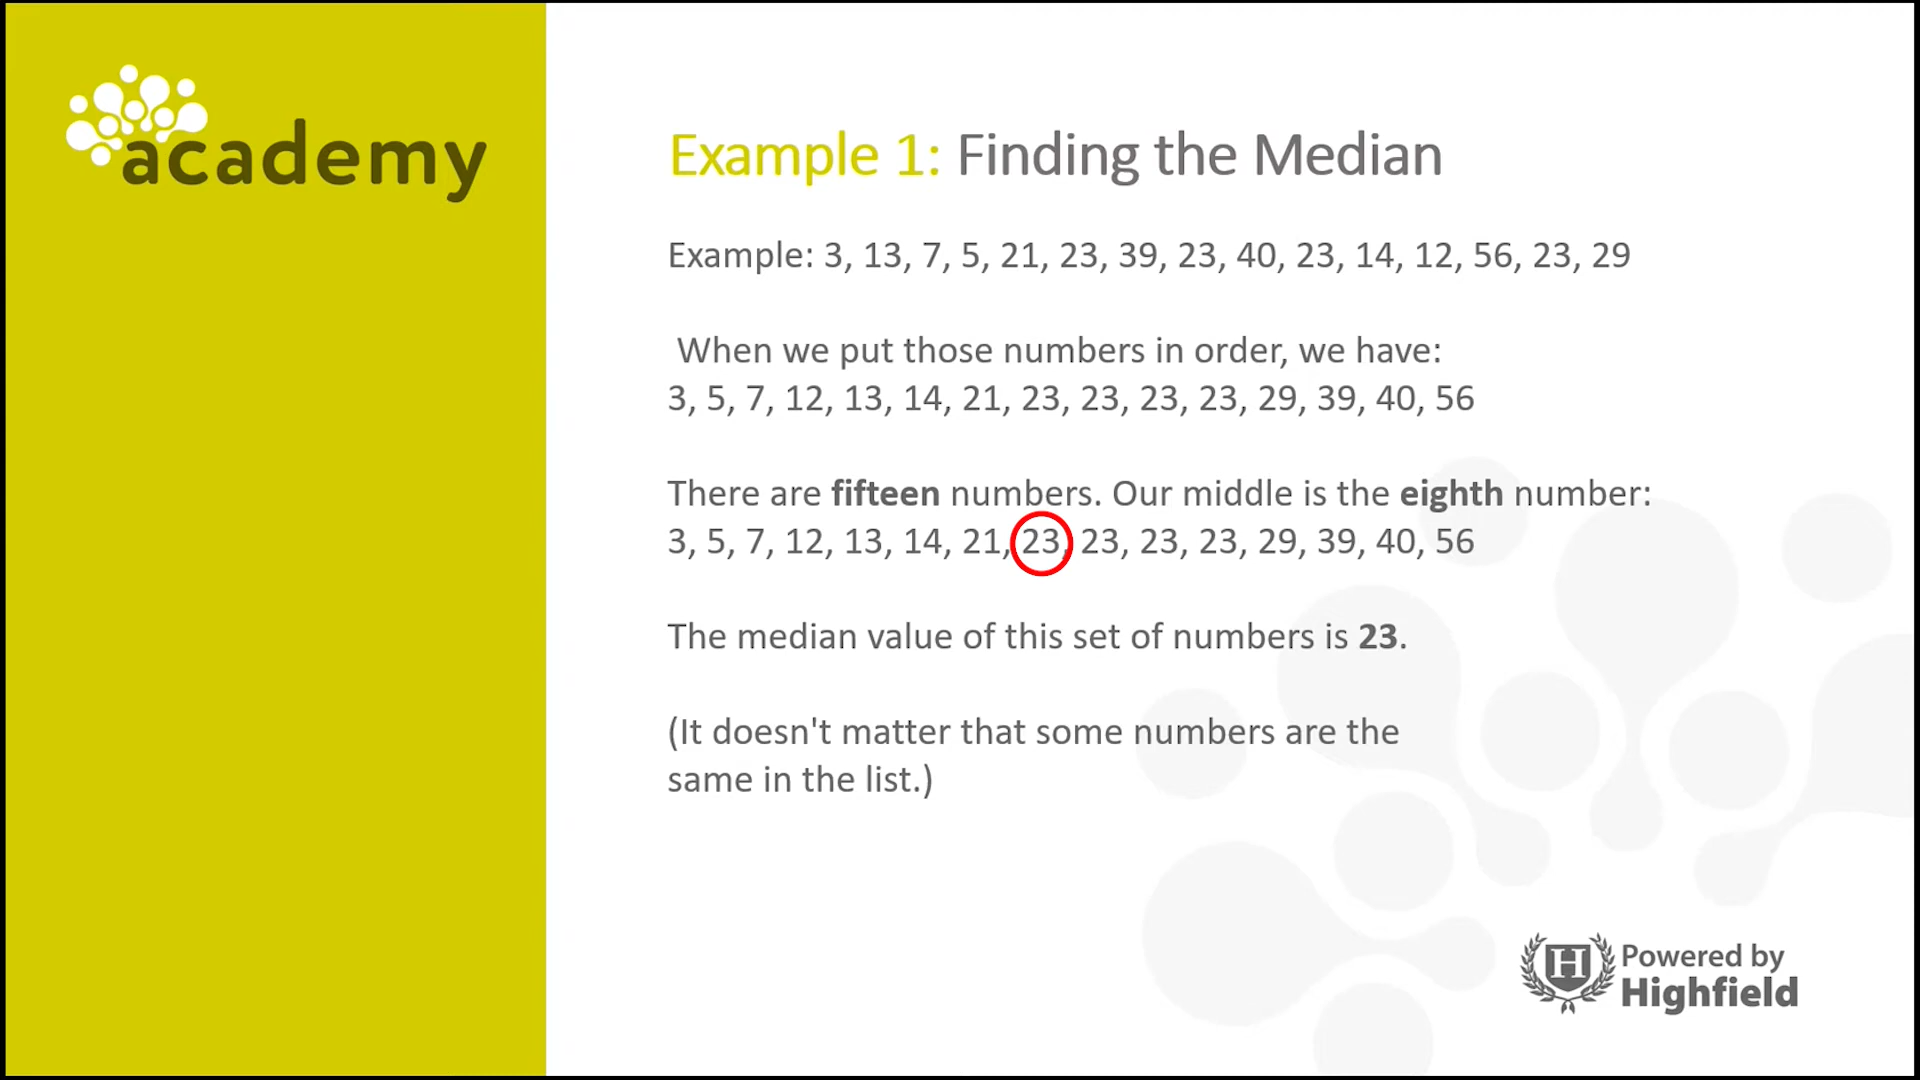 academy
Example 1: Finding the Median
Example: 3, 13, 7, 5, 21, 23, 39, 23, 40, 23, 14, 12, 56, 23, 29
When we put those numbers in order, we have:
3, 5, 7, 12, 13, 14, 21, 23, 23, 23, 23, 29, 39, 40, 56
There are fifteen numbers. Our middle is the eighth number:
3, 5, 7, 12, 13, 14, 21, 23, 23, 23, 23, 29, 39, 40, 56
The median value of this set of numbers is 23.
(It doesn't matter that some numbers are the
same in the list.)
H
Powered by
Highfield